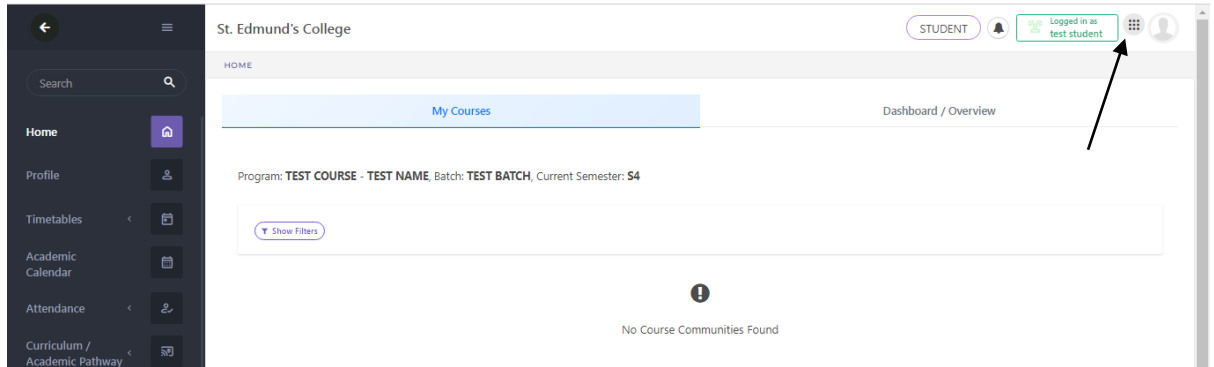 St. Edmund's College
STUDENT
Logged in as
test student
HOME
Search
Home
Profile
Timetables
Academic
Calendar
Attendance
Curriculum /
Academic Pathway
My Courses
Dashboard / Overview
Program: TEST COURSE - TEST NAME, Batch: TEST BATCH, Current Semester: S4
Show Filters
No Course Communities Found